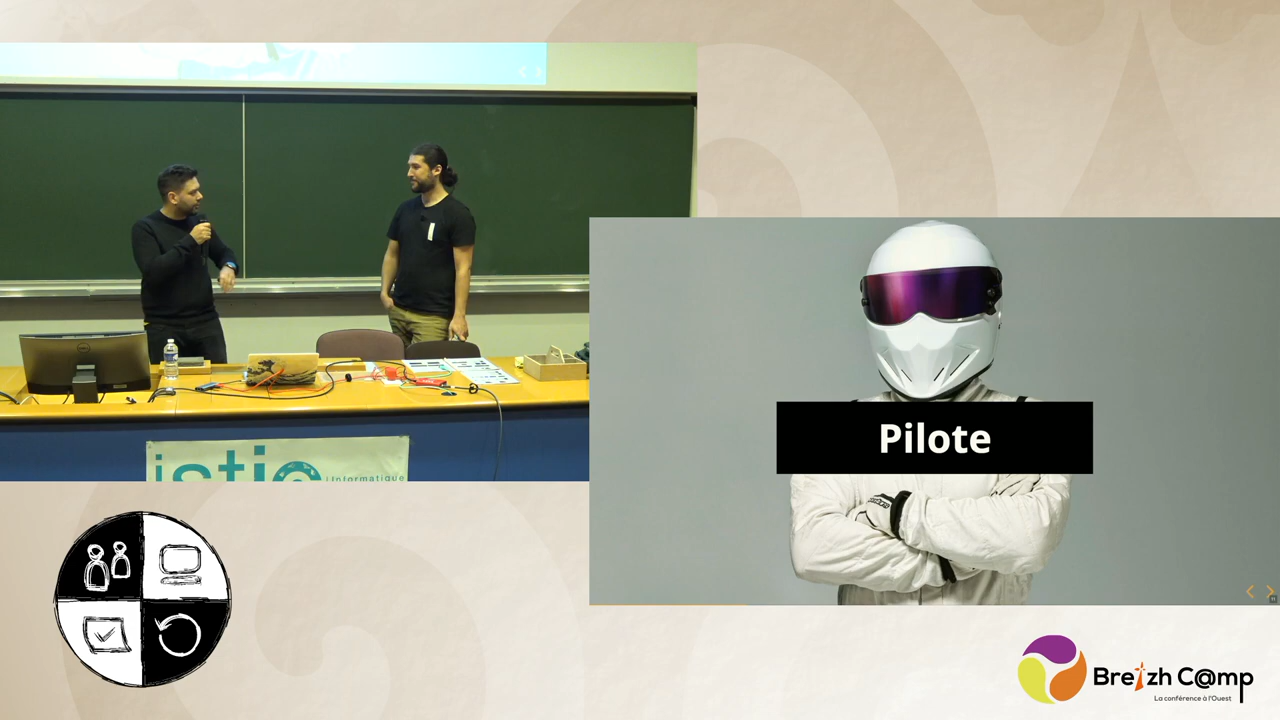 istic
l'informatique
Pilote
Breizh C@mp
La conférence à l'Ouest